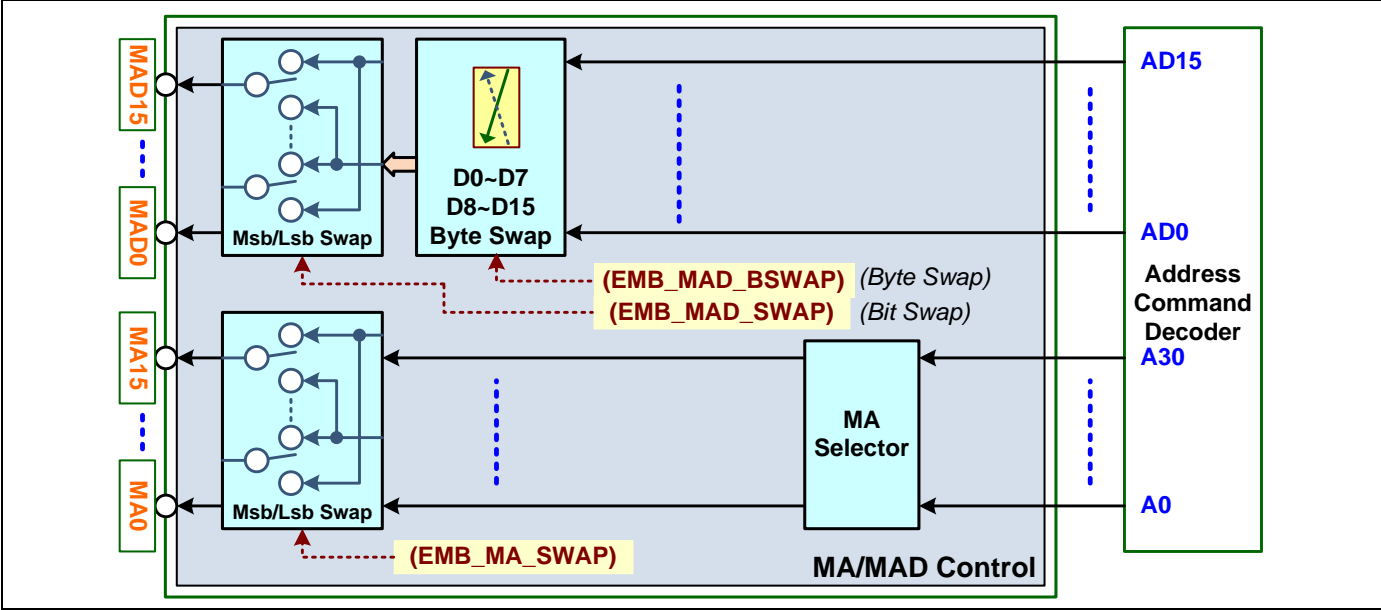 MAD15
MAD0
MA15
MA0
Msb/Lsb Swap
D0~D7
D8~D15
Byte Swap
(EMB_MAD_BSWAP) (Byte Swap)
(EMB_MAD_SWAP) (Bit Swap)
Msb/Lsb Swap
(EMB_MA_SWAP)
MA
Selector
MA/MAD Control
AD15
AD0
Address
Command
Decoder
A30
A0